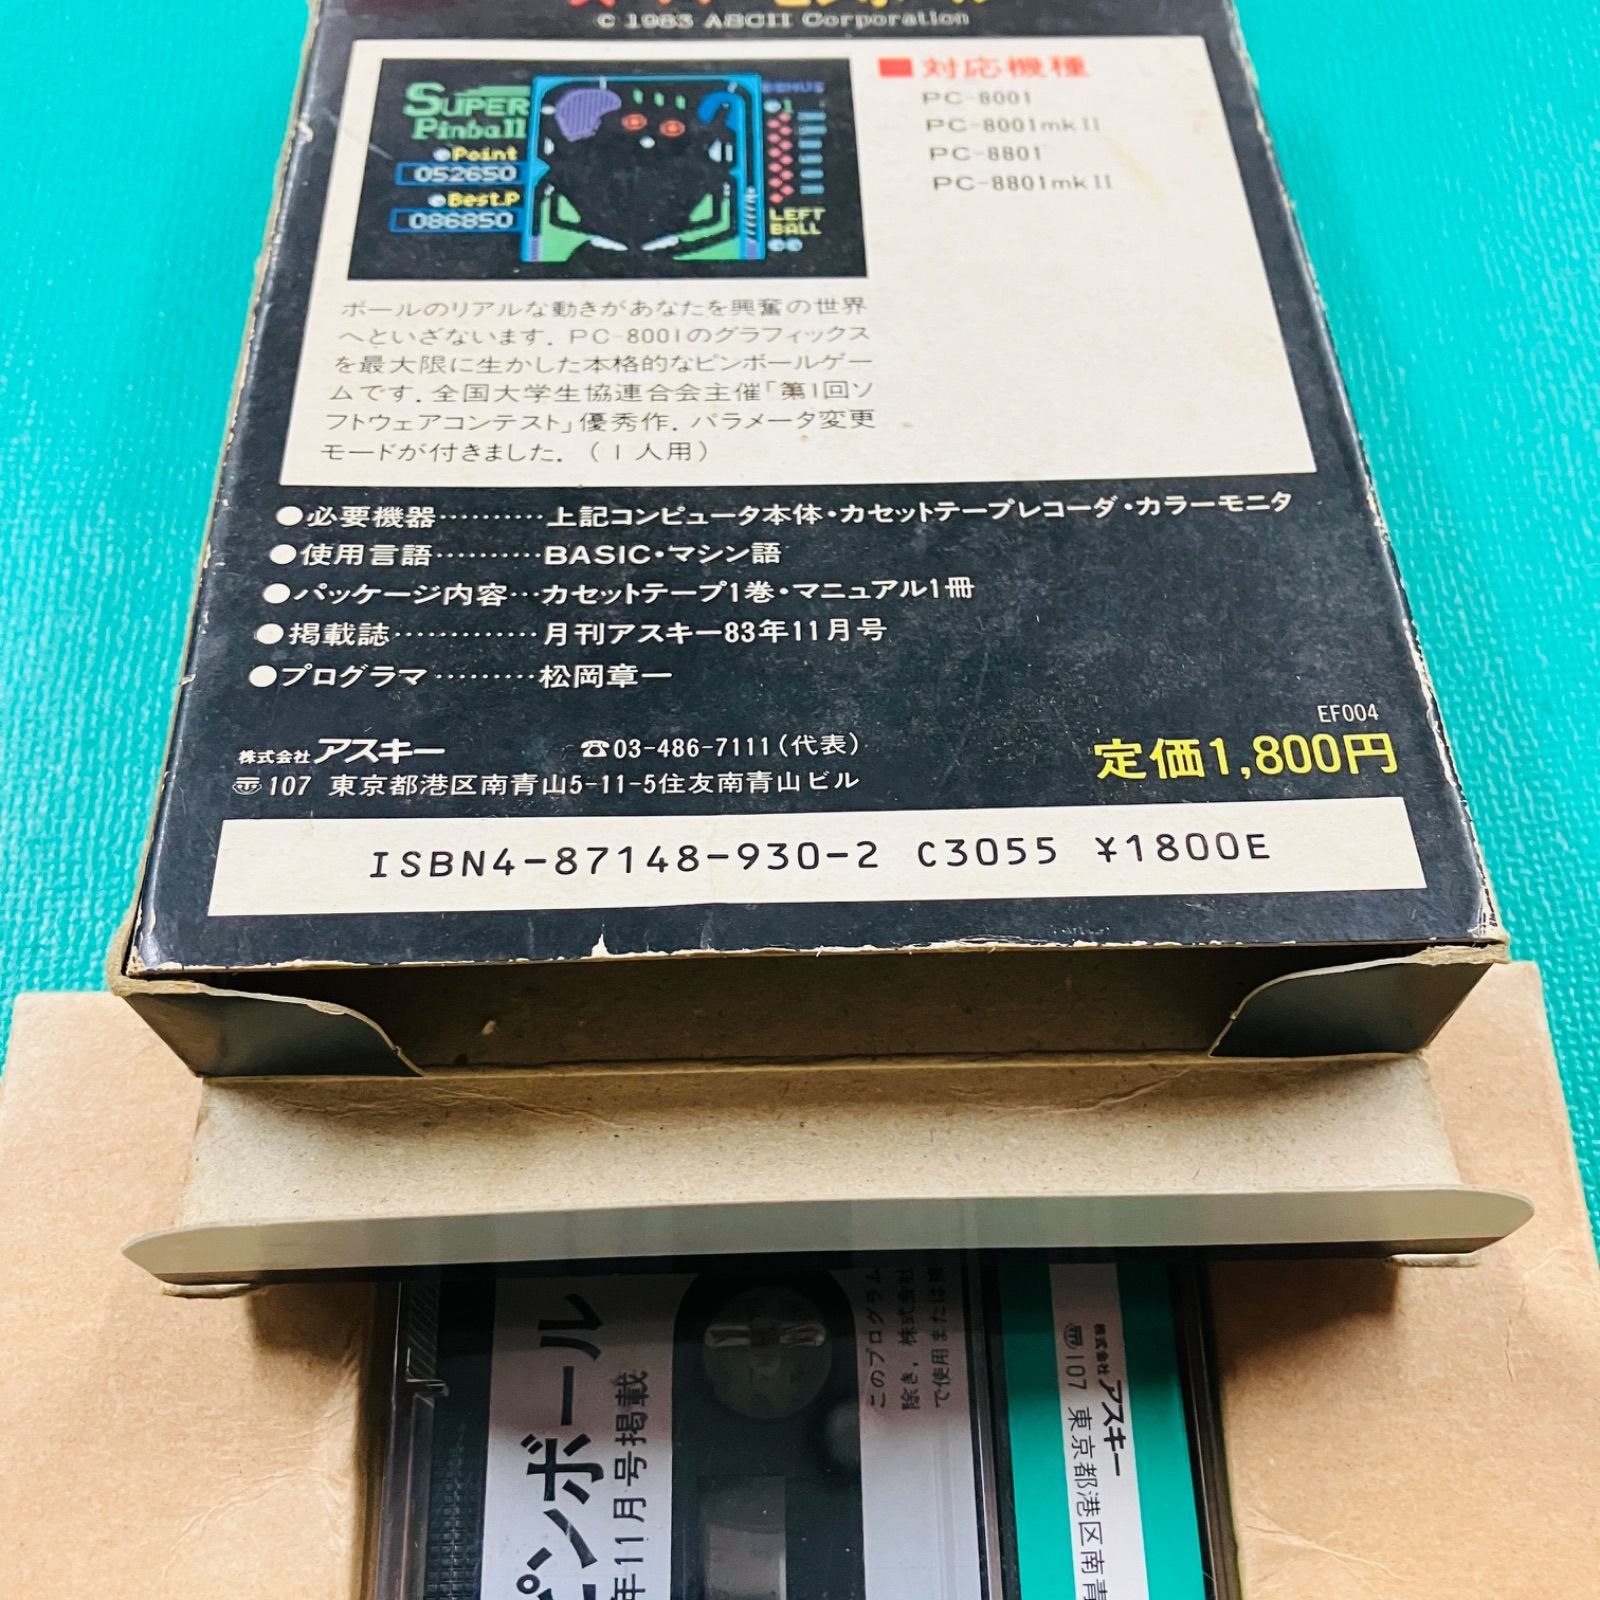 スーパーピンボール
© 1983 ASCII Corporation
SUPER
Pinball
Point
052650
Best.P
086850
BONUS
1
LEFT
BALL
■対応機種
PC-8001
PC-8001mkII
PC-8801
PC-8801mkII
ボールのリアルな動きがあなたを興奮の世界
へといざないます. PC-8001のグラフィックス
を最大限に生かした本格的なピンボールゲー
ムです. 全国大学生協連合会主催「第1回ソ
フトウェアコンテスト」優秀作. パラメータ変更
モードが付きました. (1人用)
●必要機器··········上記コンピュータ本体・カセットテープレコーダ・カラーモニタ
●使用言語··········BASIC・マシン語
●パッケージ内容···カセットテープ1巻・マニュアル1冊
●掲載誌·············月刊アスキー83年11月号
●プログラマ·········松岡章一
EF004
株式会社アスキー ☎03-486-7111(代表)
定価1,800円
〒107 東京都港区南青山5-11-5住友南青山ビル
ISBN4-87148-930-2 C3055 ¥1800E
ピンボール
年11月号掲載
このプログラム
除き, 株式会社
で使用または
株式会社アスキー
〒107 東京都港区南青